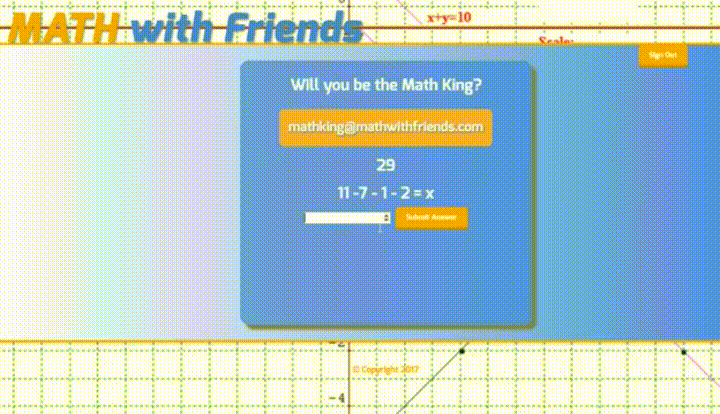 x+y=10
MATH with Friends
Scale:
Sign Out
Will you be the Math King?
mathking@mathwithfriends.com
29
11 -7 - 1 - 2 = x
Submit Answer
-2
© Copyright 2017
-4